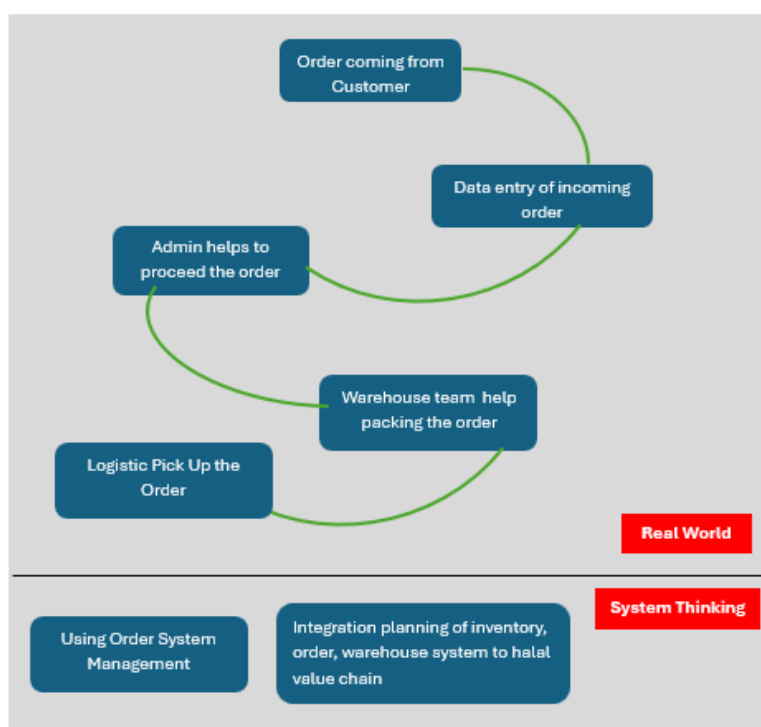 Order coming from
Customer
Data entry of incoming
order
Admin helps to
proceed the order
Warehouse team help
packing the order
Logistic Pick Up the
Order
Real World
System Thinking
Using Order System
Management
Integration planning of inventory,
order, warehouse system to halal
value chain